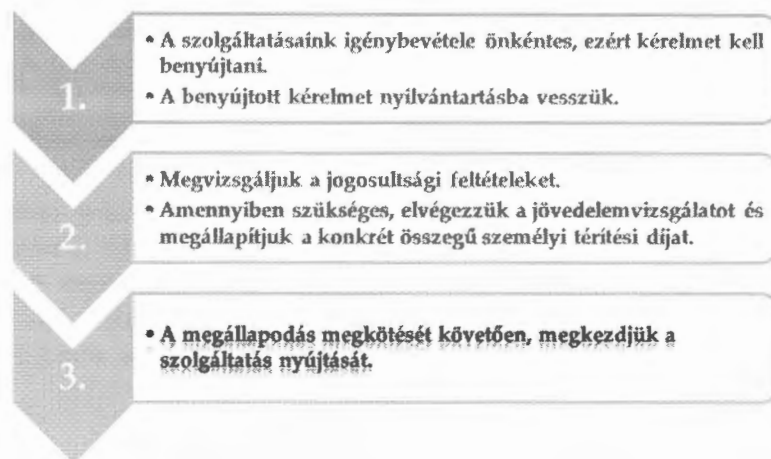 1.
• A szolgáltatásaink igénybevétele önkéntes, ezért kérelmet kell
benyújtani.
• A benyújtott kérelmet nyilvántartásba vesszük.
2.
• Megvizsgáljuk a jogosultsági feltételeket.
• Amennyiben szükséges, elvégezzük a jövedelemvizsgálatot és
megállapítjuk a konkrét összegű személyi térítési díjat.
3.
• A megállapodás megkötését követően, megkezdjük a
szolgáltatás nyújtását.